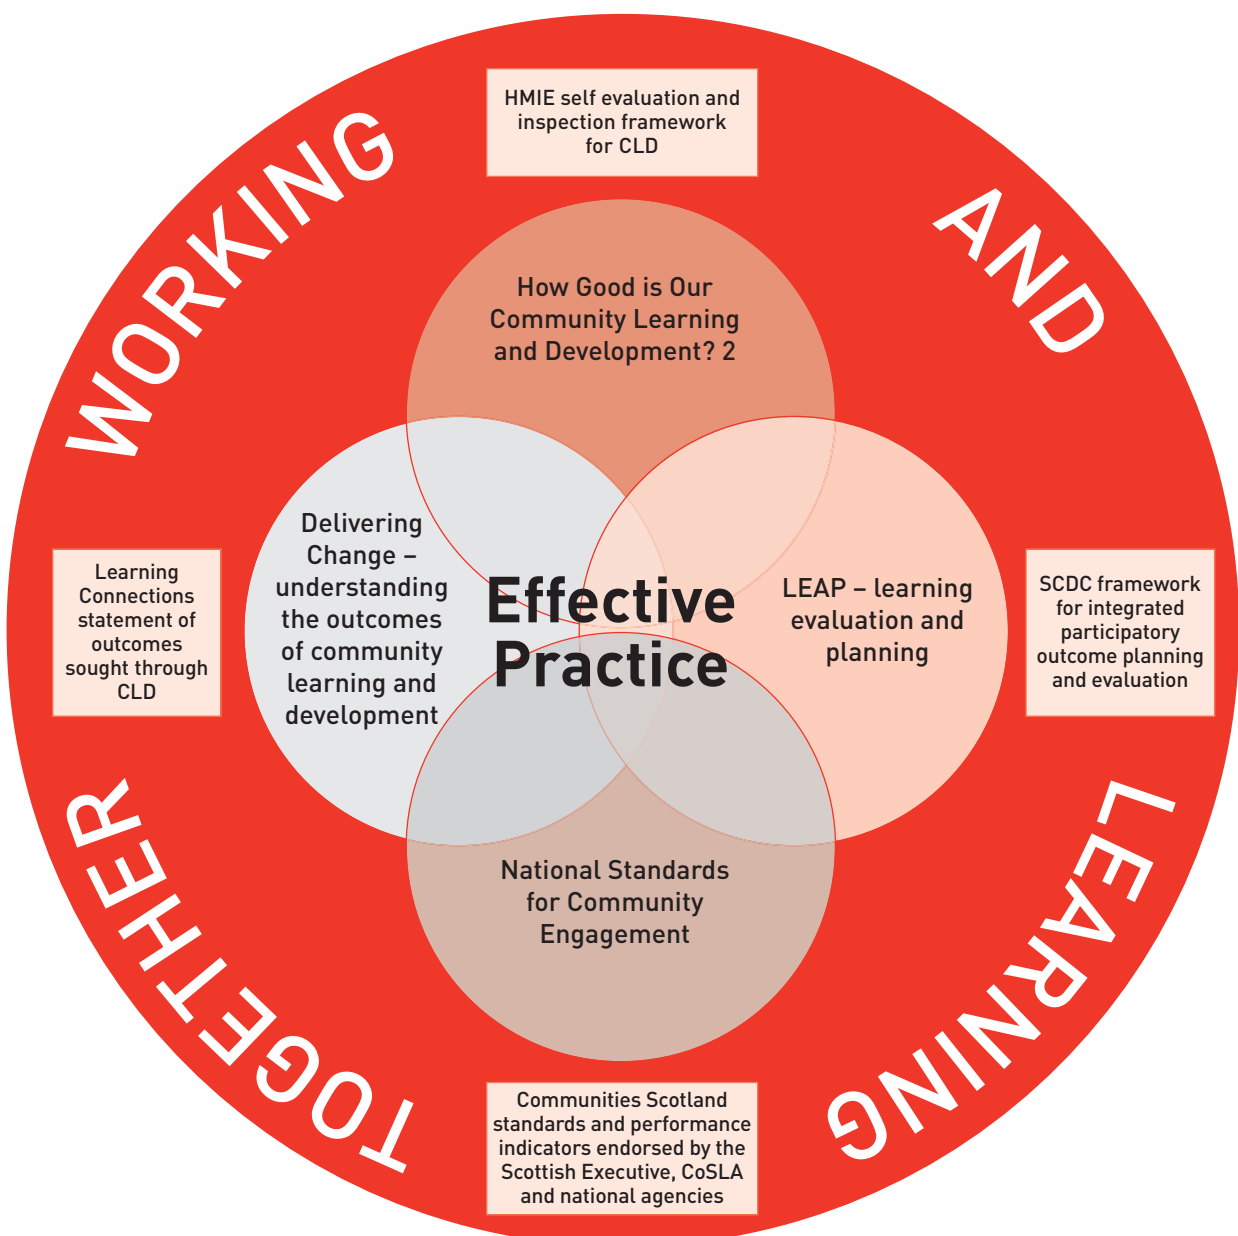 WORKING
AND
LEARNING
TOGETHER
HMIE self evaluation and
inspection framework
for CLD
How Good is Our
Community Learning
and Development? 2
Delivering
Change –
understanding
the outcomes
of community
learning and
development
Effective
Practice
LEAP – learning
evaluation and
planning
Learning
Connections
statement of
outcomes
sought through
CLD
SCDC framework
for integrated
participatory
outcome planning
and evaluation
National Standards
for Community
Engagement
Communities Scotland
standards and performance
indicators endorsed by the
Scottish Executive, CoSLA
and national agencies